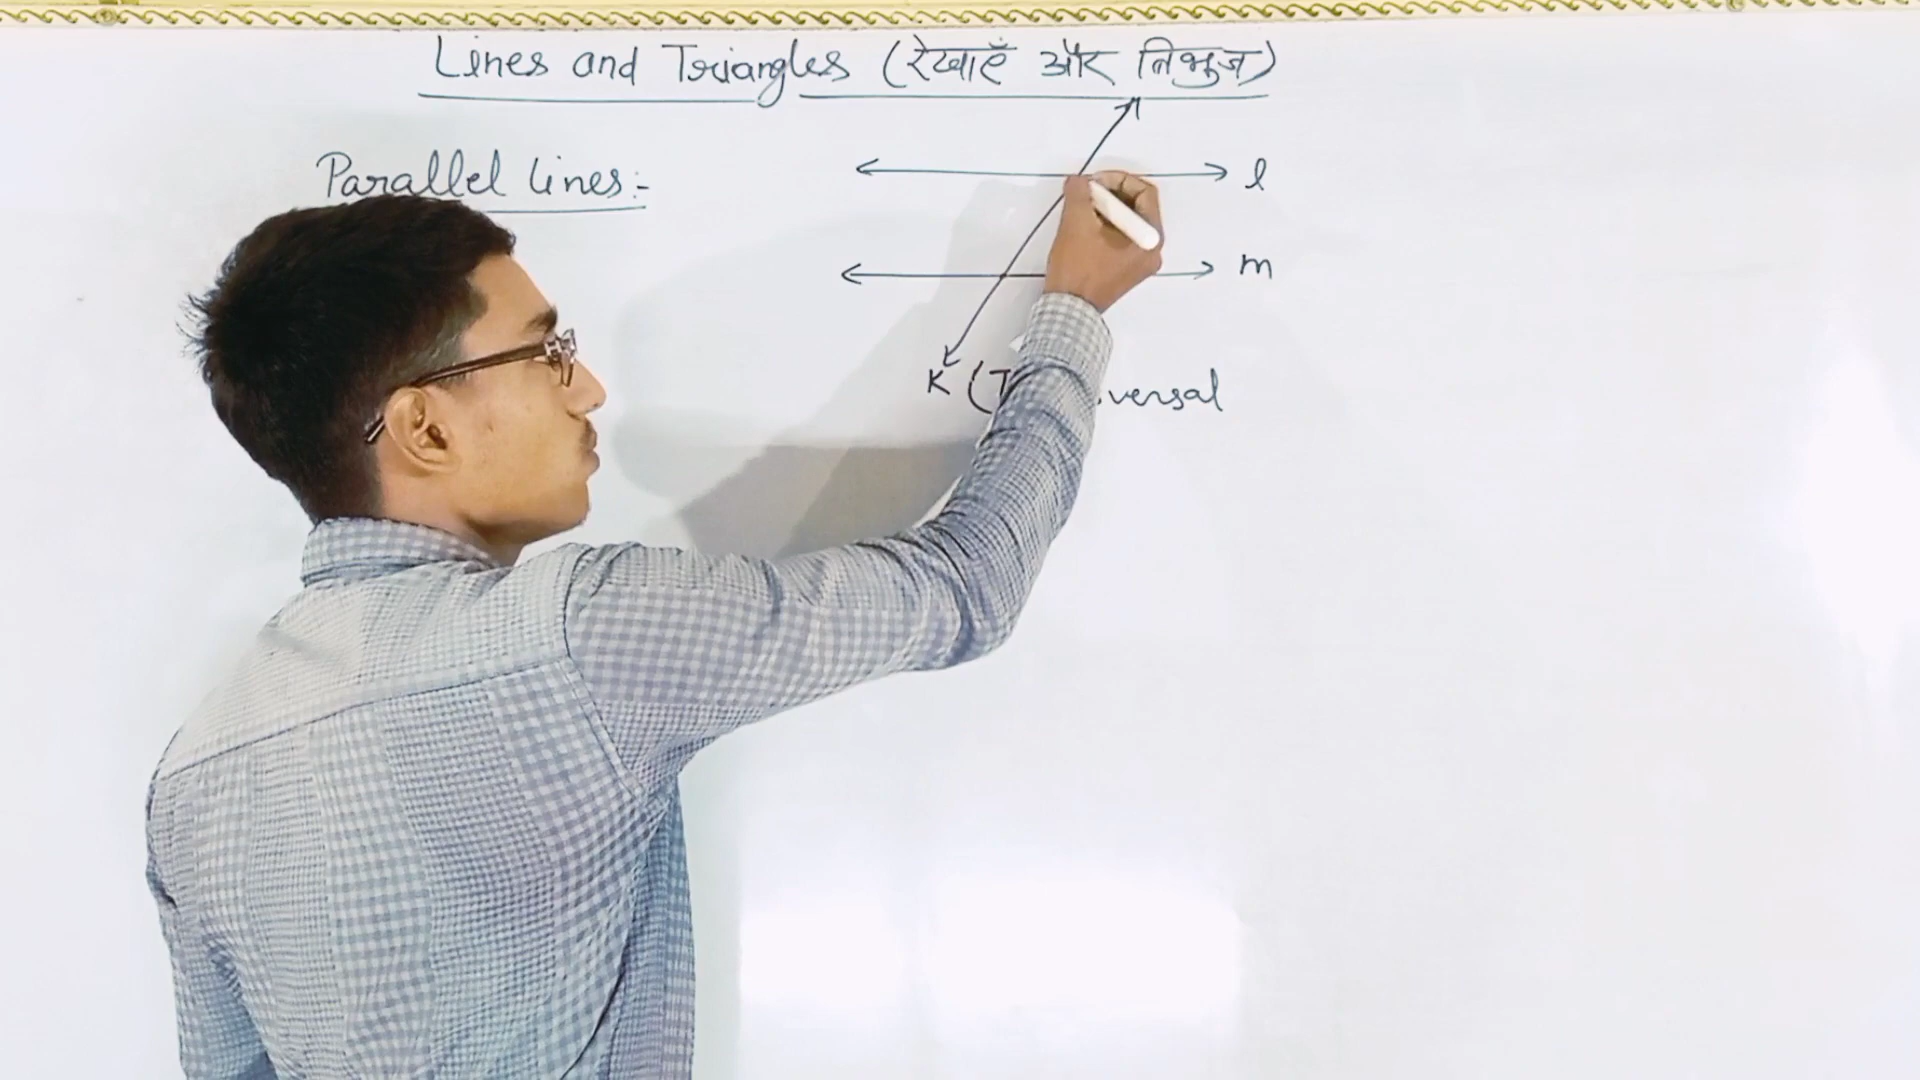 Lines and Triangles (रेखाएँ और त्रिभुज)
Parallel lines:-
l
m
K
versal